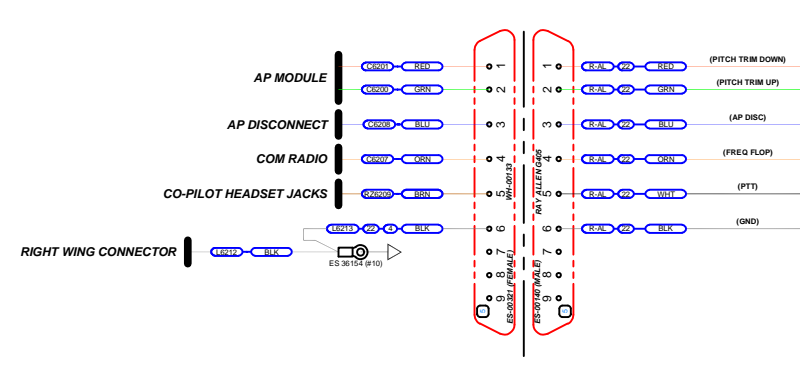 AP MODULE
C6201 RED
1
1
R-AL 22 RED
(PITCH TRIM DOWN)
C6200 GRN
2
2
R-AL 22 GRN
(PITCH TRIM UP)
AP DISCONNECT
C6208 BLU
3
3
R-AL 22 BLU
(AP DISC)
COM RADIO
C6207 ORN
4
4
R-AL 22 ORN
(FREQ FLOP)
CO-PILOT HEADSET JACKS
RZ6209 BRN
5
5
R-AL 22 WHT
(PTT)
L6213 22 4 BLK
6
6
R-AL 22 BLK
(GND)
RIGHT WING CONNECTOR
L6212 BLK
ES 36154 (#10)
7
7
8
8
9
9
WH-00133
RAY ALLEN G405
ES-00321 (FEMALE)
ES-00140 (MALE)
S
S